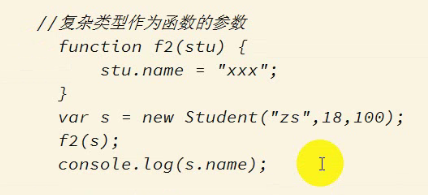 //复杂类型作为函数的参数
function f2(stu) {
stu.name = "xxx";
}
var s = new Student("zs",18,100);
f2(s);
console.log(s.name);